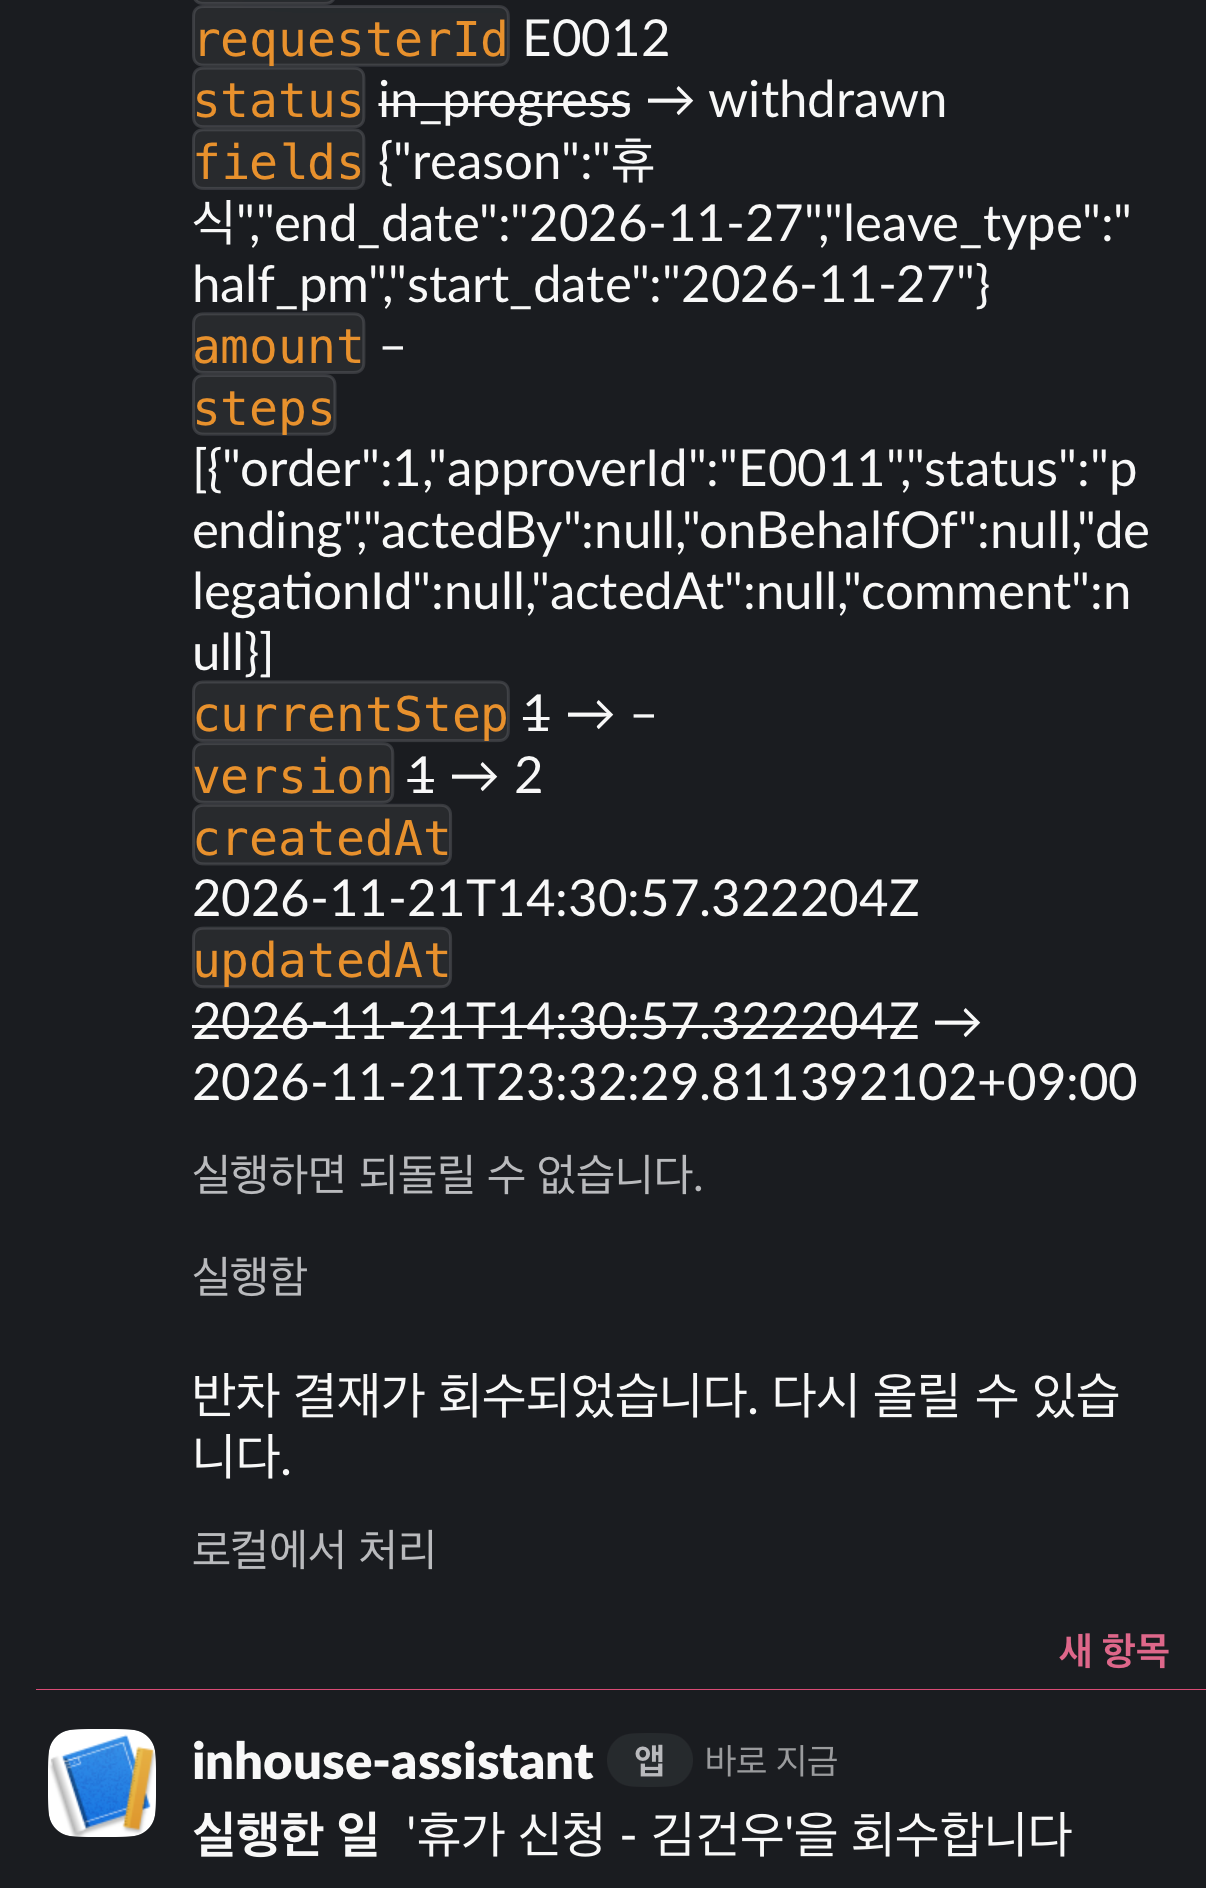 requesterId E0012
status in_progress → withdrawn
fields {"reason":"휴
식","end_date":"2026-11-27","leave_type":"
half_pm","start_date":"2026-11-27"}
amount –
steps
[{"order":1,"approverId":"E0011","status":"p
ending","actedBy":null,"onBehalfOf":null,"de
legationId":null,"actedAt":null,"comment":n
ull}]
currentStep 1 → –
version 1 → 2
createdAt
2026-11-21T14:30:57.322204Z
updatedAt
2026-11-21T14:30:57.322204Z →
2026-11-21T23:32:29.811392102+09:00
실행하면 되돌릴 수 없습니다.
실행함
반차 결재가 회수되었습니다. 다시 올릴 수 있습
니다.
로컬에서 처리
새 항목
inhouse-assistant 앱 바로 지금
실행한 일 '휴가 신청 - 김건우'을 회수합니다